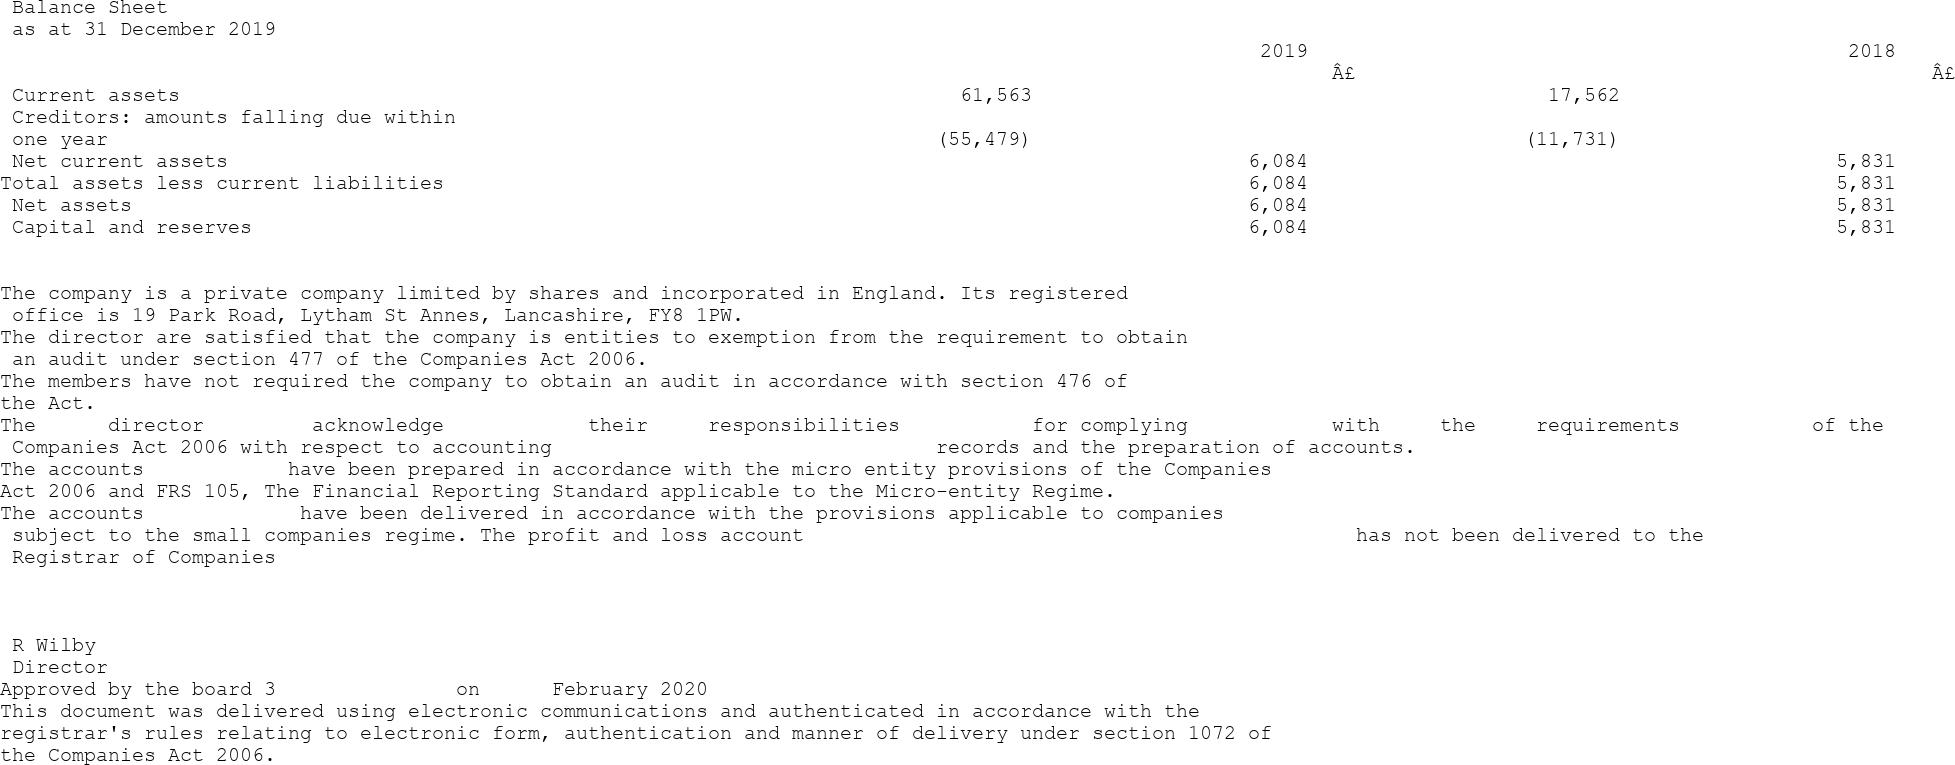 Balance Sheet
as at 31 December 2019
2019 2018
Â£ Â£
Current assets 61,563 17,562
Creditors: amounts falling due within
one year (55,479) (11,731)
Net current assets 6,084 5,831
Total assets less current liabilities 6,084 5,831
Net assets 6,084 5,831
Capital and reserves 6,084 5,831
The company is a private company limited by shares and incorporated in England. Its registered
office is 19 Park Road, Lytham St Annes, Lancashire, FY8 1PW.
The director are satisfied that the company is entities to exemption from the requirement to obtain
an audit under section 477 of the Companies Act 2006.
The members have not required the company to obtain an audit in accordance with section 476 of
the Act.
The director acknowledge their responsibilities for complying with the requirements of the
Companies Act 2006 with respect to accounting records and the preparation of accounts.
The accounts have been prepared in accordance with the micro entity provisions of the Companies
Act 2006 and FRS 105, The Financial Reporting Standard applicable to the Micro-entity Regime.
The accounts have been delivered in accordance with the provisions applicable to companies
subject to the small companies regime. The profit and loss account has not been delivered to the
Registrar of Companies
R Wilby
Director
Approved by the board 3 on February 2020
This document was delivered using electronic communications and authenticated in accordance with the
registrar's rules relating to electronic form, authentication and manner of delivery under section 1072 of
the Companies Act 2006.